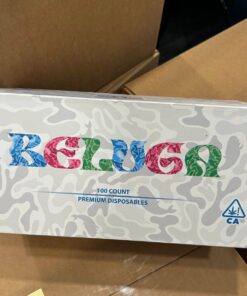 BELUGA
100 COUNT
PREMIUM DISPOSABLES
CA